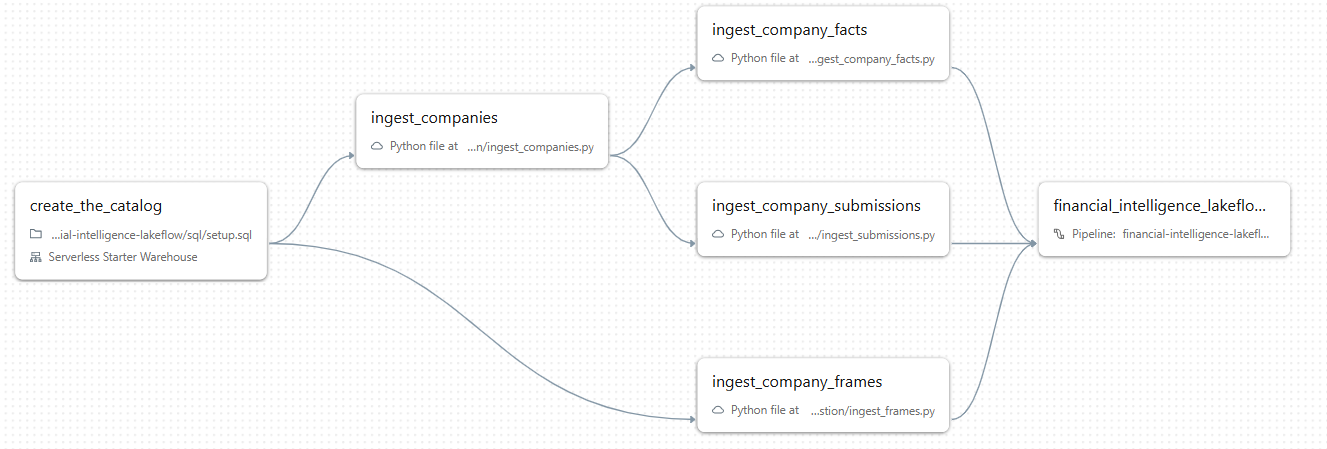 create_the_catalog
...ial-intelligence-lakeflow/sql/setup.sql
Serverless Starter Warehouse
ingest_companies
Python file at ...n/ingest_companies.py
ingest_company_facts
Python file at ...gest_company_facts.py
ingest_company_submissions
Python file at .../ingest_submissions.py
ingest_company_frames
Python file at ...stion/ingest_frames.py
financial_intelligence_lakeflo...
Pipeline: financial-intelligence-lakefl...